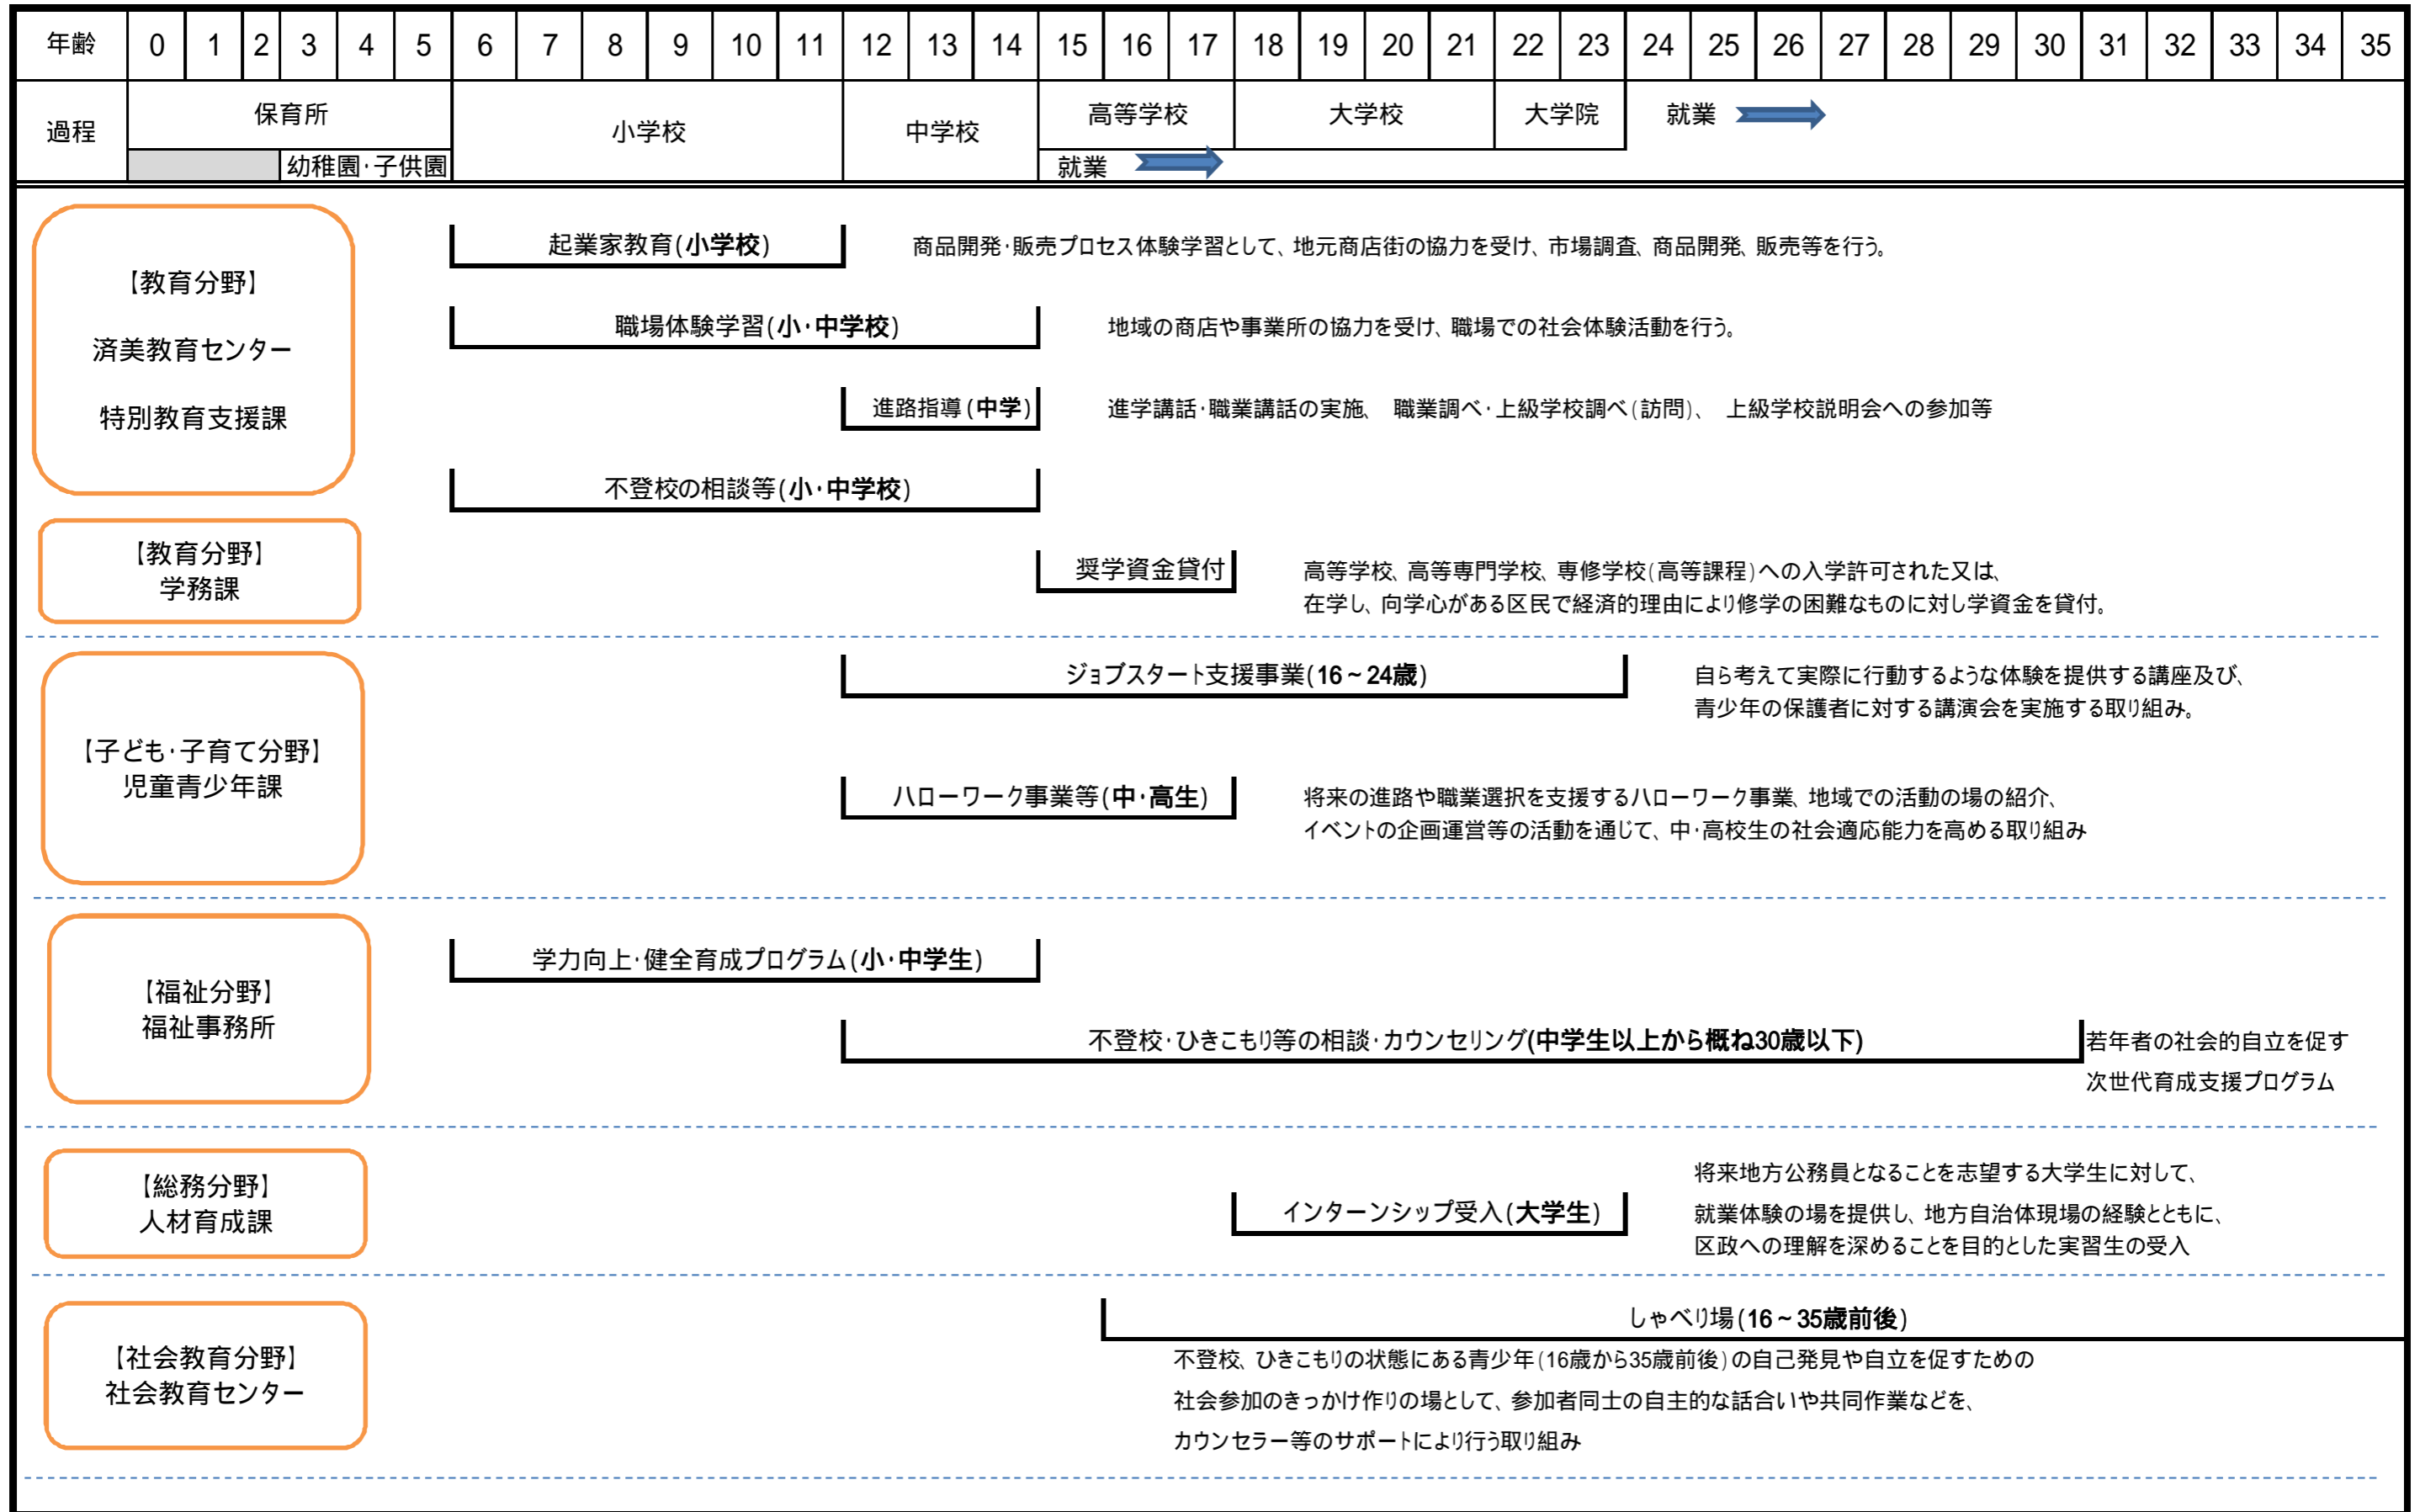 年齢 0 1 2 3 4 5 6 7 8 9 10 11 12 13 14 15 16 17 18 19 20 21 22 23 24 25 26 27 28 29 30 31 32 33 34 35
過程 保育所 小学校 中学校 高等学校 大学校 大学院 就業
幼稚園・子供園 就業
【教育分野】
済美教育センター
特別教育支援課
起業家教育(小学校)
商品開発・販売プロセス体験学習として、地元商店街の協力を受け、市場調査、商品開発、販売等を行う。
職場体験学習(小・中学校)
地域の商店や事業所の協力を受け、職場での社会体験活動を行う。
進路指導(中学)
進学講話・職業講話の実施、 職業調べ・上級学校調べ(訪問)、 上級学校説明会への参加等
不登校の相談等(小・中学校)
【教育分野】
学務課
奨学資金貸付
高等学校、高等専門学校、専修学校(高等課程)への入学許可された又は、
在学し、向学心がある区民で経済的理由により修学の困難なものに対し学資金を貸付。
【子ども・子育て分野】
児童青少年課
ジョブスタート支援事業(16~24歳)
自ら考えて実際に行動するような体験を提供する講座及び、
青少年の保護者に対する講演会を実施する取り組み。
ハローワーク事業等(中・高生)
将来の進路や職業選択を支援するハローワーク事業、地域での活動の場の紹介、
イベントの企画運営等の活動を通じて、中・高校生の社会適応能力を高める取り組み
【福祉分野】
福祉事務所
学力向上・健全育成プログラム(小・中学生)
不登校・ひきこもり等の相談・カウンセリング(中学生以上から概ね30歳以下)
若年者の社会的自立を促す
次世代育成支援プログラム
【総務分野】
人材育成課
インターンシップ受入(大学生)
将来地方公務員となることを志望する大学生に対して、
就業体験の場を提供し、地方自治体現場の経験とともに、
区政への理解を深めることを目的とした実習生の受入
【社会教育分野】
社会教育センター
しゃべり場(16~35歳前後)
不登校、ひきこもりの状態にある青少年(16歳から35歳前後)の自己発見や自立を促すための
社会参加のきっかけ作りの場として、参加者同士の自主的な話合いや共同作業などを、
カウンセラー等のサポートにより行う取り組み